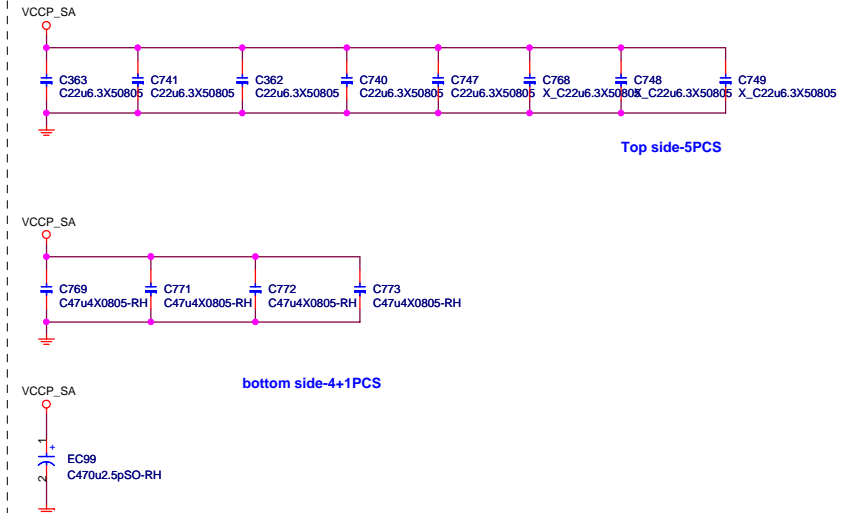 VCCP_SA
C363 C741 C362 C740 C747 C768 C748 C749
C22u6.3X50805 C22u6.3X50805 C22u6.3X50805 C22u6.3X50805 C22u6.3X50805 X_C22u6.3X50805 X_C22u6.3X50805 X_C22u6.3X50805
Top side-5PCS
VCCP_SA
C769 C771 C772 C773
C47u4X0805-RH C47u4X0805-RH C47u4X0805-RH C47u4X0805-RH
bottom side-4+1PCS
VCCP_SA
1
+
EC99
C470u2.5pSO-RH
2